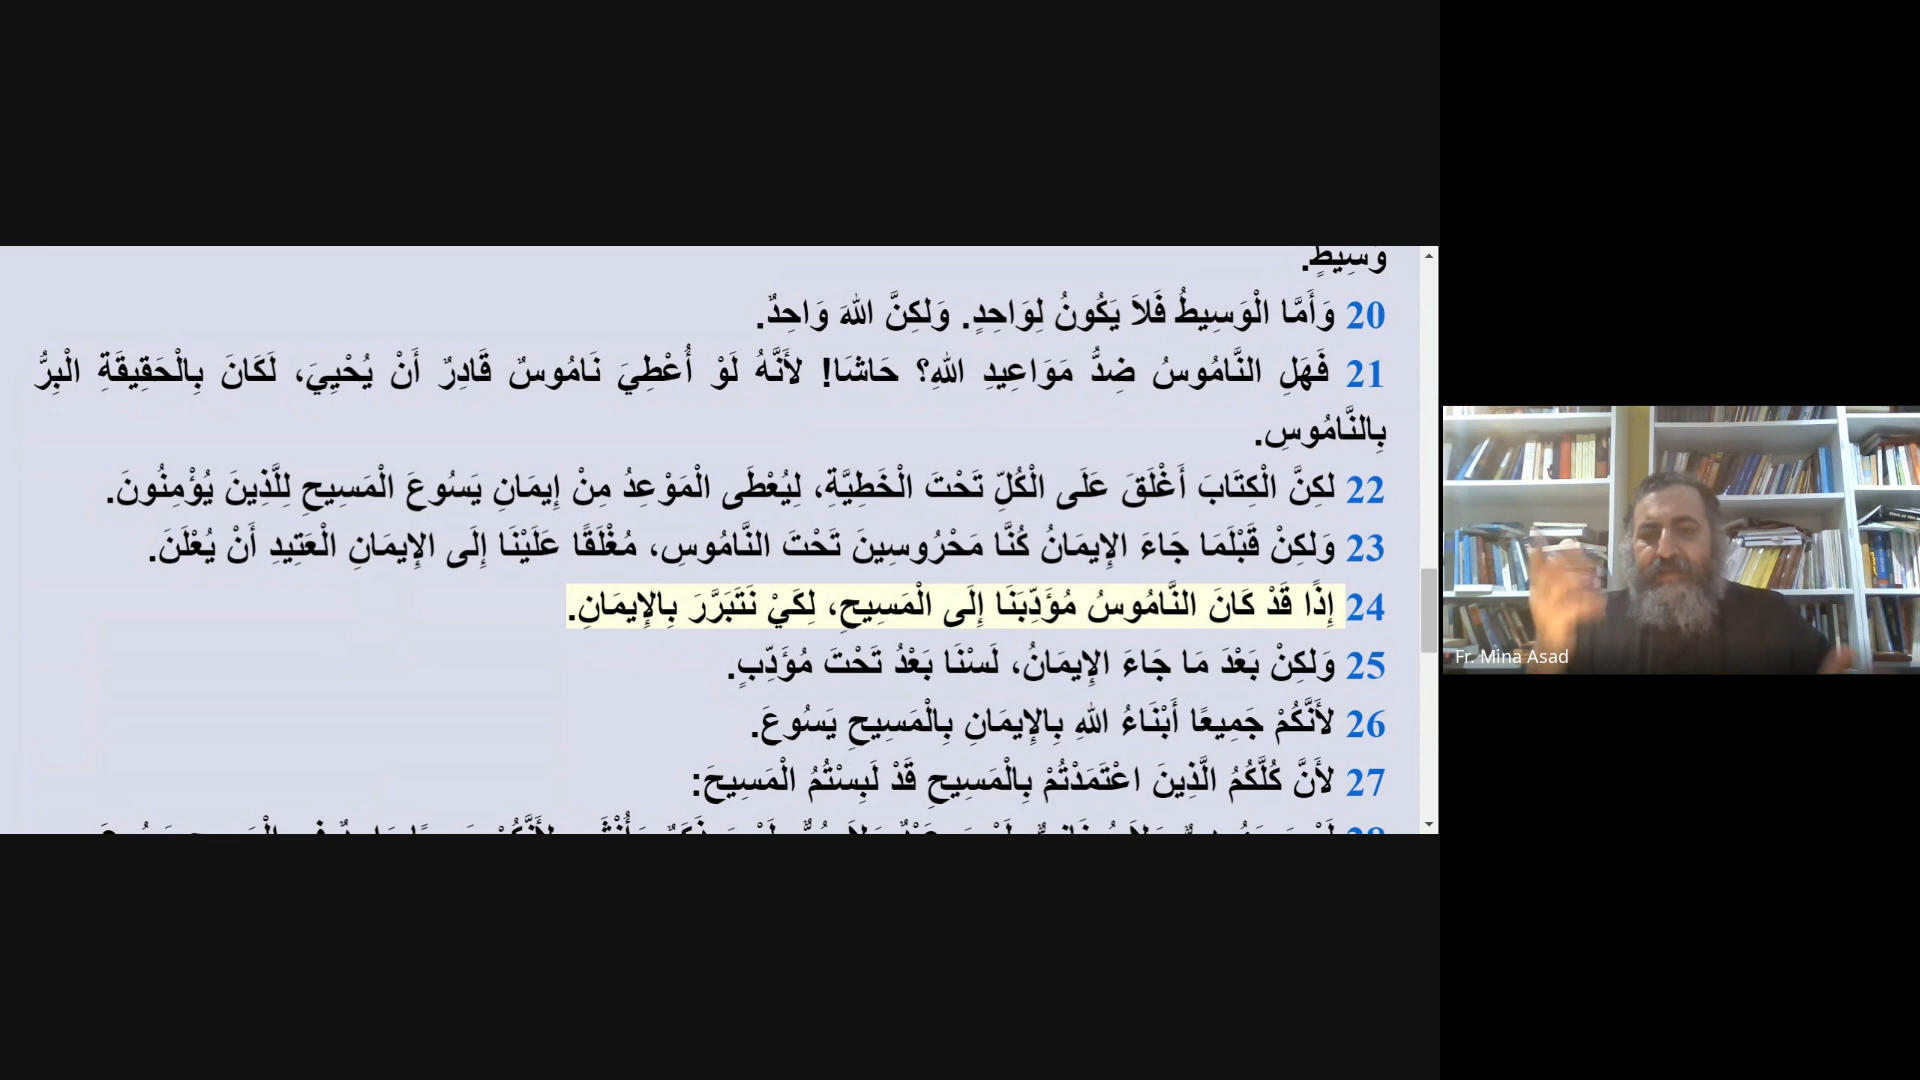 وَسِيطٍ.
20 وَأَمَّا الْوَسِيطُ فَلاَ يَكُونُ لِوَاحِدٍ. وَلكِنَّ اللهَ وَاحِدٌ.
21 فَهَلِ النَّامُوسُ ضِدُّ مَوَاعِيدِ اللهِ؟ حَاشَا! لأَنَّهُ لَوْ أُعْطِيَ نَامُوسٌ قَادِرٌ أَنْ يُحْيِيَ، لَكَانَ بِالْحَقِيقَةِ الْبِرُّ
بِالنَّامُوسِ.
22 لكِنَّ الْكِتَابَ أَغْلَقَ عَلَى الْكُلِّ تَحْتَ الْخَطِيَّةِ، لِيُعْطَى الْمَوْعِدُ مِنْ إِيمَانِ يَسُوعَ الْمَسِيحِ لِلَّذِينَ يُؤْمِنُونَ.
23 وَلكِنْ قَبْلَمَا جَاءَ الإِيمَانُ كُنَّا مَحْرُوسِينَ تَحْتَ النَّامُوسِ، مُغْلَقًا عَلَيْنَا إِلَى الإِيمَانِ الْعَتِيدِ أَنْ يُعْلَنَ.
24 إِذًا قَدْ كَانَ النَّامُوسُ مُؤَدِّبَنَا إِلَى الْمَسِيحِ، لِكَيْ نَتَبَرَّرَ بِالإِيمَانِ.
25 وَلكِنْ بَعْدَ مَا جَاءَ الإِيمَانُ، لَسْنَا بَعْدُ تَحْتَ مُؤَدِّبٍ.
26 لأَنَّكُمْ جَمِيعًا أَبْنَاءُ اللهِ بِالإِيمَانِ بِالْمَسِيحِ يَسُوعَ.
27 لأَنَّ كُلَّكُمُ الَّذِينَ اعْتَمَدْتُمْ بِالْمَسِيحِ قَدْ لَبِسْتُمُ الْمَسِيحَ:
Fr. Mina Asad